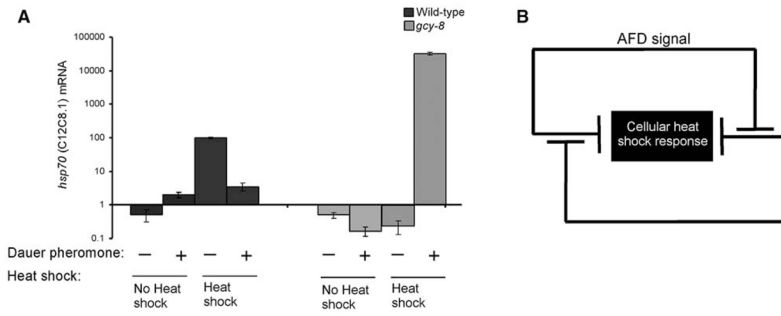 A
Wild-type
gcy-8
hsp70 (C12C8.1) mRNA
100000
10000
1000
100
10
1
0.1
Dauer pheromone: − + − + − + − +
Heat shock:
No Heat shock
Heat shock
No Heat shock
Heat shock
B
AFD signal
Cellular heat
shock response